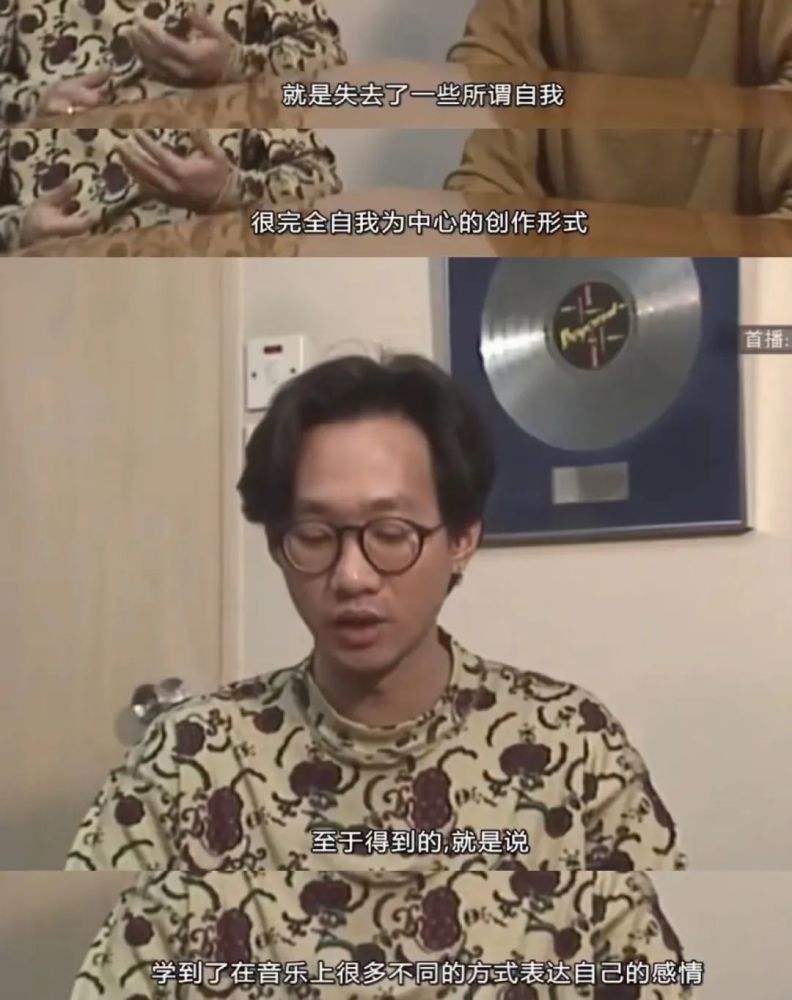 就是失去了一些所谓自我
很完全自我为中心的创作形式
Beyond
首播:
至于得到的,就是说
学到了在音乐上很多不同的方式表达自己的感情